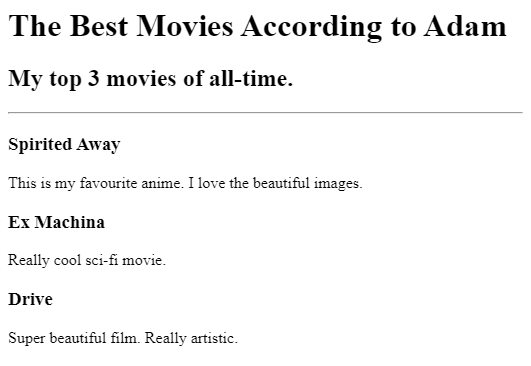 The Best Movies According to Adam
My top 3 movies of all-time.
Spirited Away
This is my favourite anime. I love the beautiful images.
Ex Machina
Really cool sci-fi movie.
Drive
Super beautiful film. Really artistic.